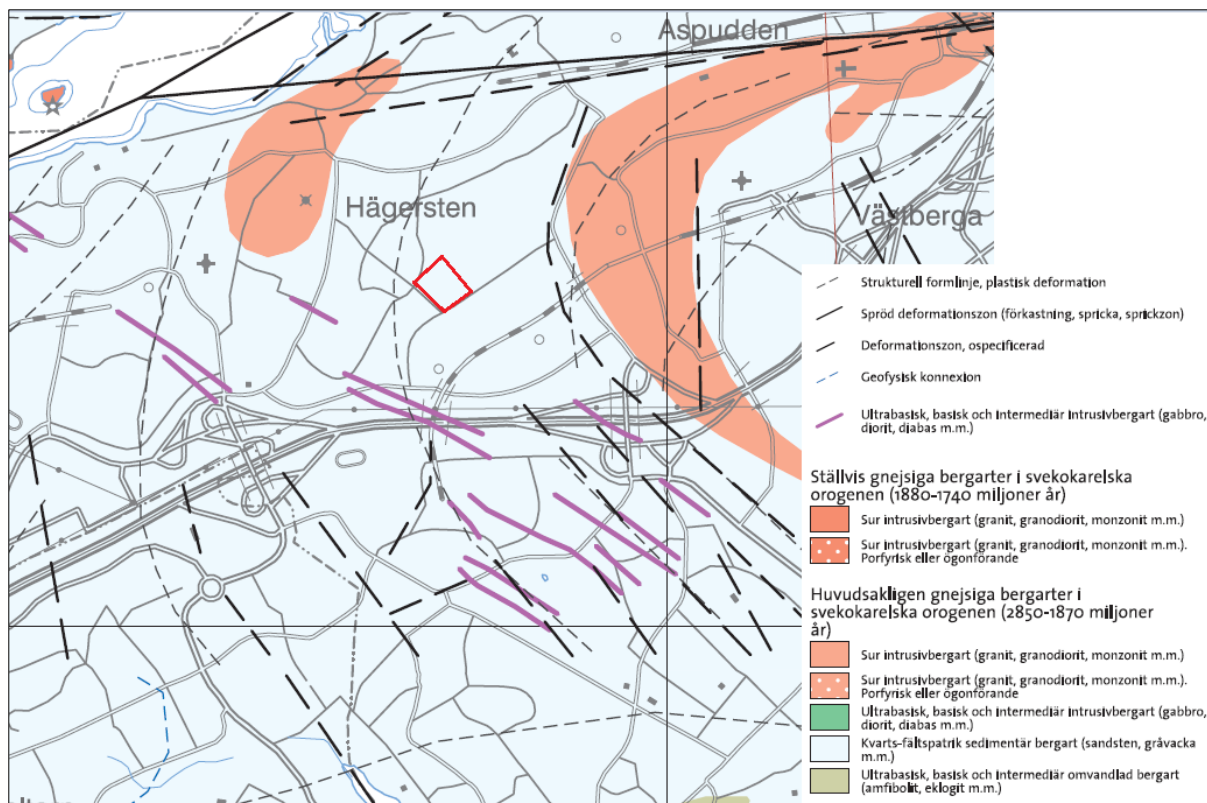 Aspudden
Hägersten
Västberga
Strukturell formlinje, plastisk deformation
Spröd deformationszon (förkastning, spricka, sprickzon)
Deformationszon, ospecificerad
Geofysisk konnexion
Ultrabasisk, basisk och intermediär intrusivbergart (gabbro,
diorit, diabas m.m.)
Ställvis gnejsiga bergarter i svekokarelska
orogenen (1880-1740 miljoner år)
Sur intrusivbergart (granit, granodiorit, monzonit m.m.)
Sur intrusivbergart (granit, granodiorit, monzonit m.m.).
Porfyrisk eller ögonförande
Huvudsakligen gnejsiga bergarter i
svekokarelska orogenen (2850-1870 miljoner
år)
Sur intrusivbergart (granit, granodiorit, monzonit m.m.)
Sur intrusivbergart (granit, granodiorit, monzonit m.m.).
Porfyrisk eller ögonförande
Ultrabasisk, basisk och intermediär intrusivbergart (gabbro,
diorit, diabas m.m.)
Kvarts-fältspatrik sedimentär bergart (sandsten, gråvacka
m.m.)
Ultrabasisk, basisk och intermediär omvandlad bergart
(amfibolit, eklogit m.m.)